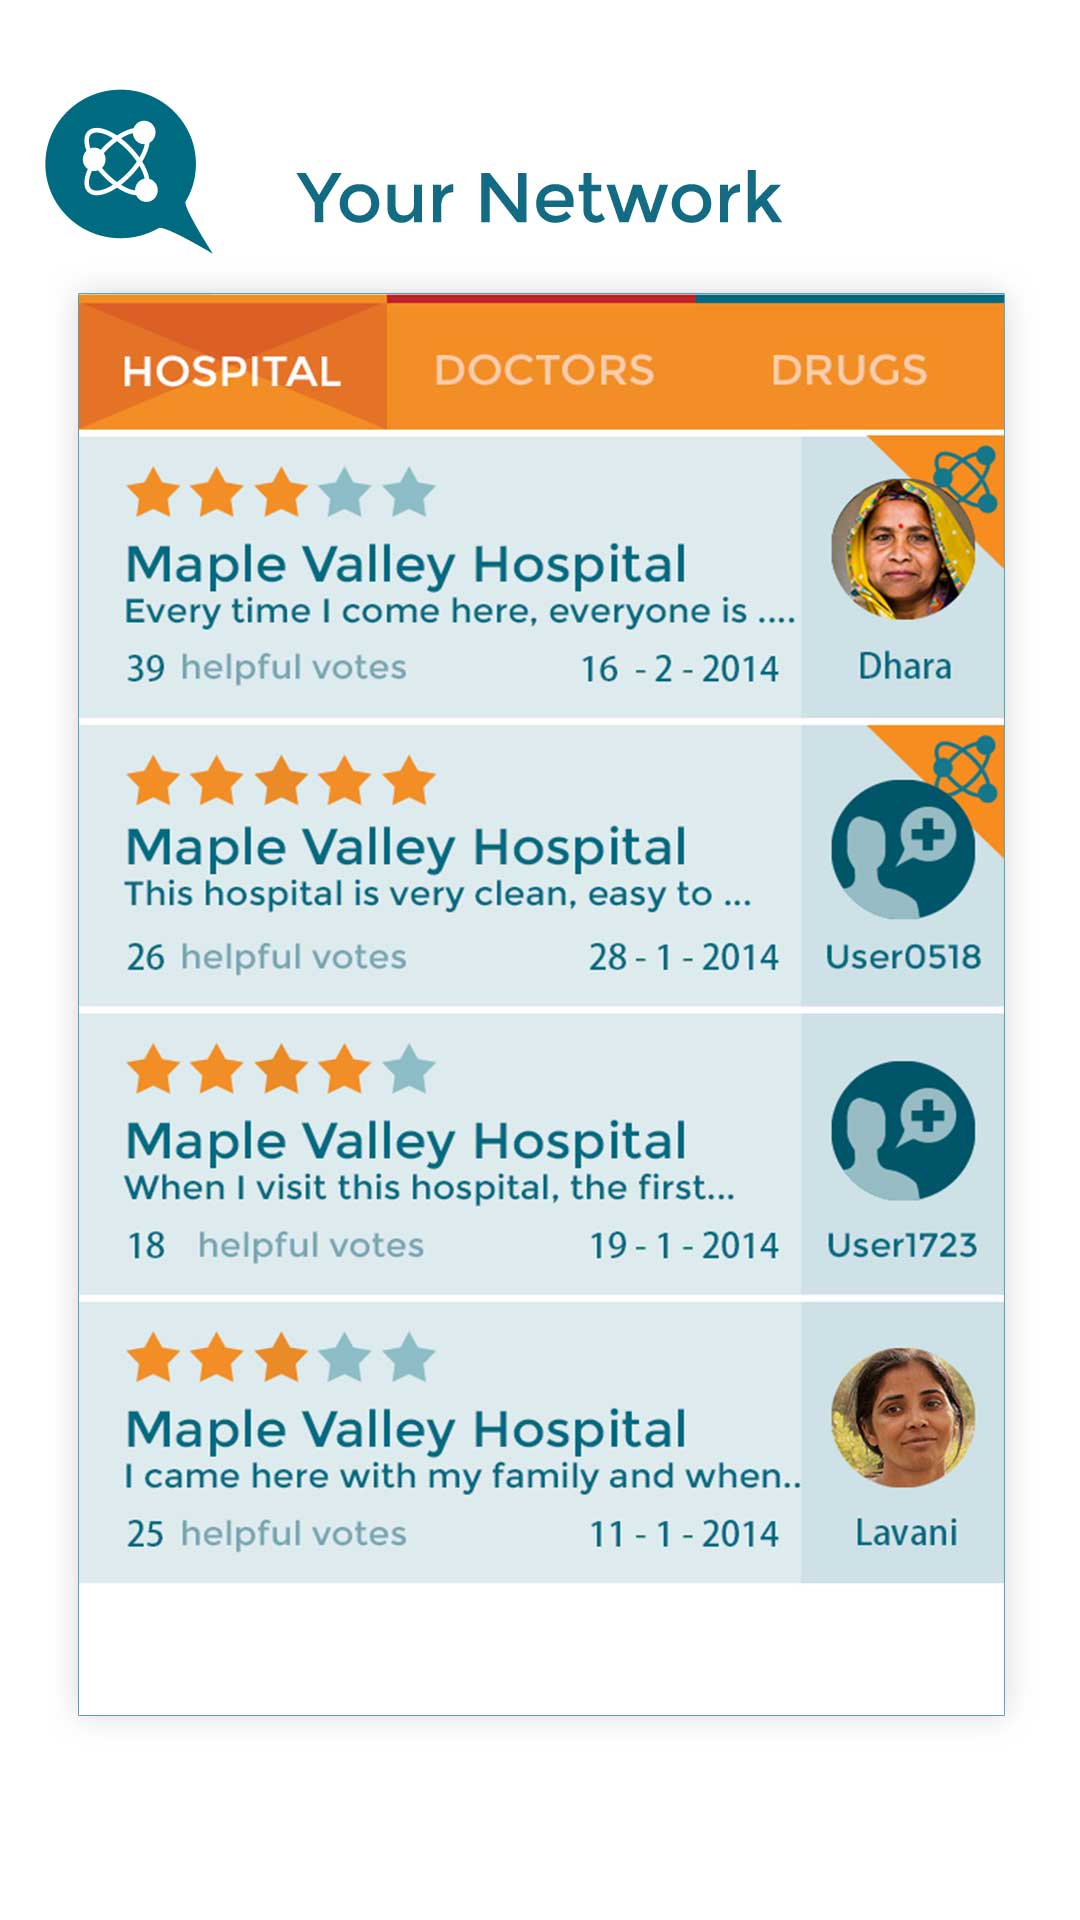 Your Network
HOSPITAL DOCTORS DRUGS
Maple Valley Hospital
Every time I come here, everyone is ....
39 helpful votes 16 - 2 - 2014 Dhara
Maple Valley Hospital
This hospital is very clean, easy to ...
26 helpful votes 28 - 1 - 2014 User0518
Maple Valley Hospital
When I visit this hospital, the first...
18 helpful votes 19 - 1 - 2014 User1723
Maple Valley Hospital
I came here with my family and when..
25 helpful votes 11 - 1 - 2014 Lavani